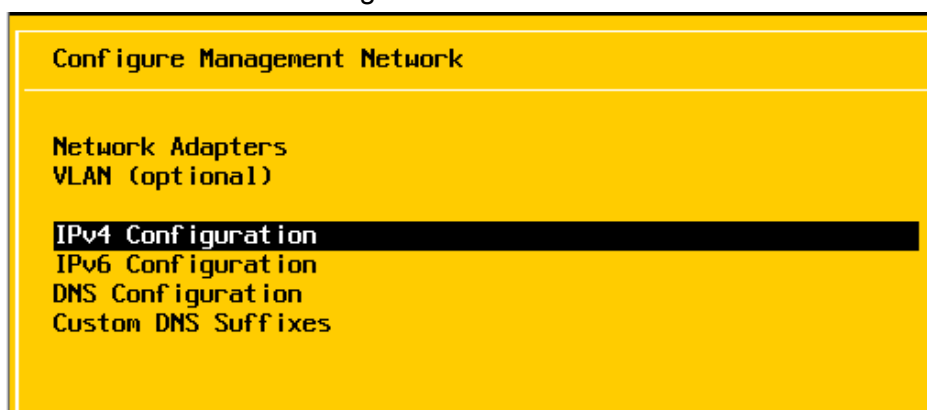 Configure Management Network
Network Adapters
VLAN (optional)
IPv4 Configuration
IPv6 Configuration
DNS Configuration
Custom DNS Suffixes